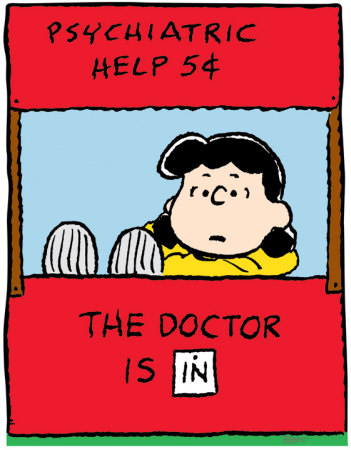 PSYCHIATRIC
HELP 5¢
THE DOCTOR
IS IN